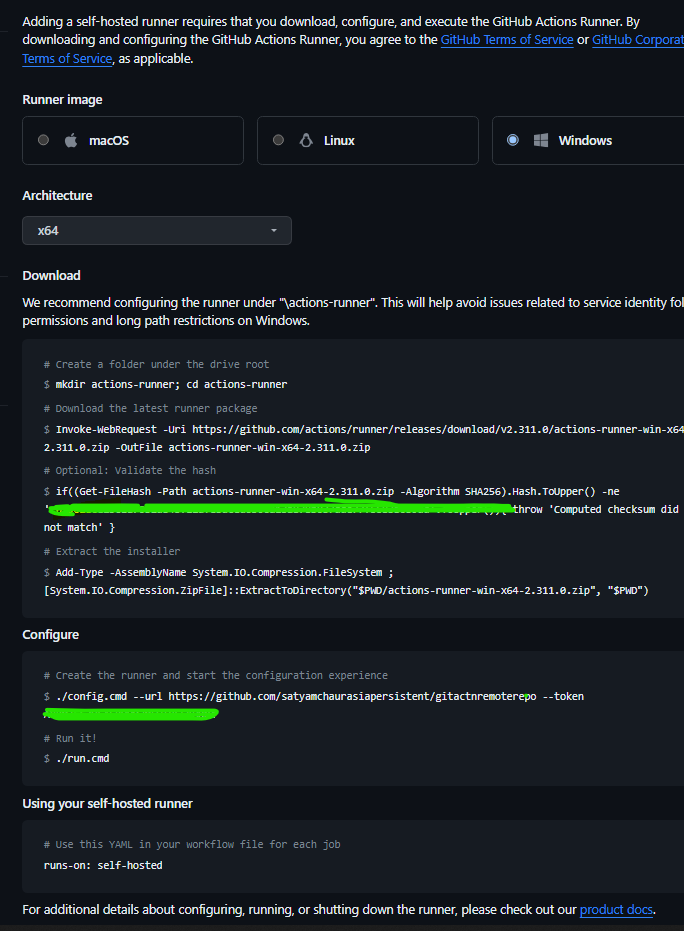 Adding a self-hosted runner requires that you download, configure, and execute the GitHub Actions Runner. By
downloading and configuring the GitHub Actions Runner, you agree to the GitHub Terms of Service or GitHub Corporat
Terms of Service, as applicable.
Runner image
macOS
Linux
Windows
Architecture
x64
Download
We recommend configuring the runner under "\actions-runner". This will help avoid issues related to service identity fol
permissions and long path restrictions on Windows.
# Create a folder under the drive root
$ mkdir actions-runner; cd actions-runner
# Download the latest runner package
$ Invoke-WebRequest -Uri https://github.com/actions/runner/releases/download/v2.311.0/actions-runner-win-x64
2.311.0.zip -OutFile actions-runner-win-x64-2.311.0.zip
# Optional: Validate the hash
$ if((Get-FileHash -Path actions-runner-win-x64-2.311.0.zip -Algorithm SHA256).Hash.ToUpper() -ne
throw 'Computed checksum did
not match' }
# Extract the installer
$ Add-Type -AssemblyName System.IO.Compression.FileSystem ;
[System.IO.Compression.ZipFile]::ExtractToDirectory("$PWD/actions-runner-win-x64-2.311.0.zip", "$PWD")
Configure
# Create the runner and start the configuration experience
$ ./config.cmd --url https://github.com/satyamchaurasiapersistent/gitactnremoterepo --token
# Run it!
$ ./run.cmd
Using your self-hosted runner
# Use this YAML in your workflow file for each job
runs-on: self-hosted
For additional details about configuring, running, or shutting down the runner, please check out our product docs.